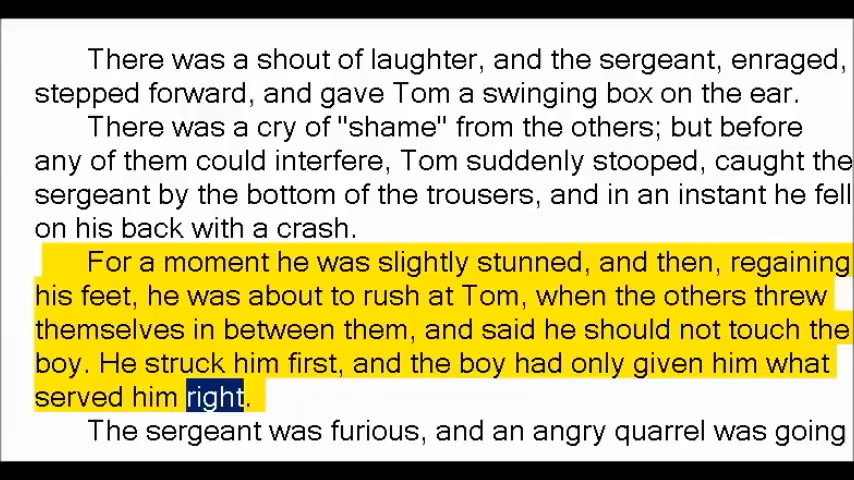 There was a shout of laughter, and the sergeant, enraged,
stepped forward, and gave Tom a swinging box on the ear.
There was a cry of "shame" from the others; but before
any of them could interfere, Tom suddenly stooped, caught the
sergeant by the bottom of the trousers, and in an instant he fell
on his back with a crash.
For a moment he was slightly stunned, and then, regaining
his feet, he was about to rush at Tom, when the others threw
themselves in between them, and said he should not touch the
boy. He struck him first, and the boy had only given him what
served him right.
The sergeant was furious, and an angry quarrel was going